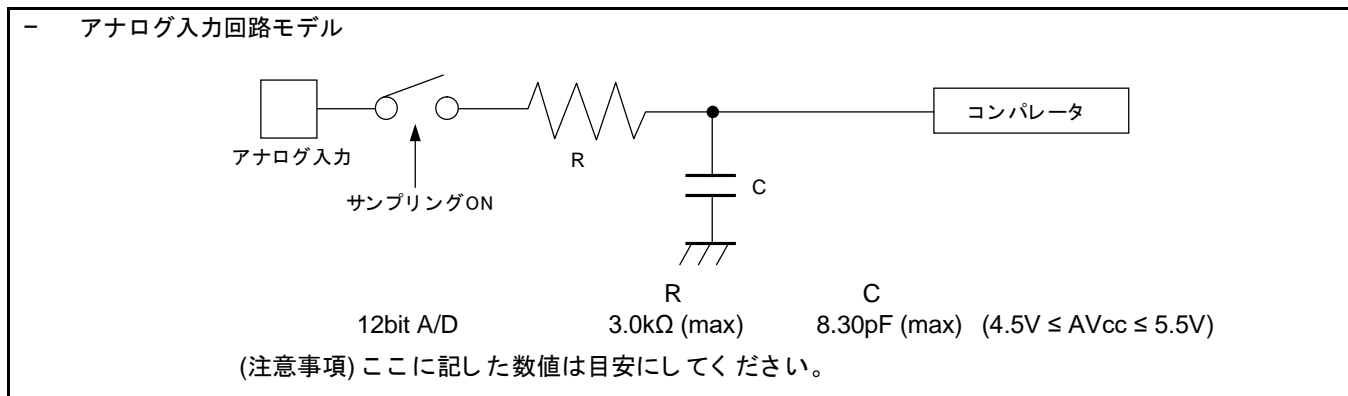 − アナログ入力回路モデル
コンパレータ
アナログ入力
R
C
サンプリングON
R C
12bit A/D 3.0kΩ (max) 8.30pF (max) (4.5V ≤ AVcc ≤ 5.5V)
(注意事項) ここに記した数値は目安にしてください。